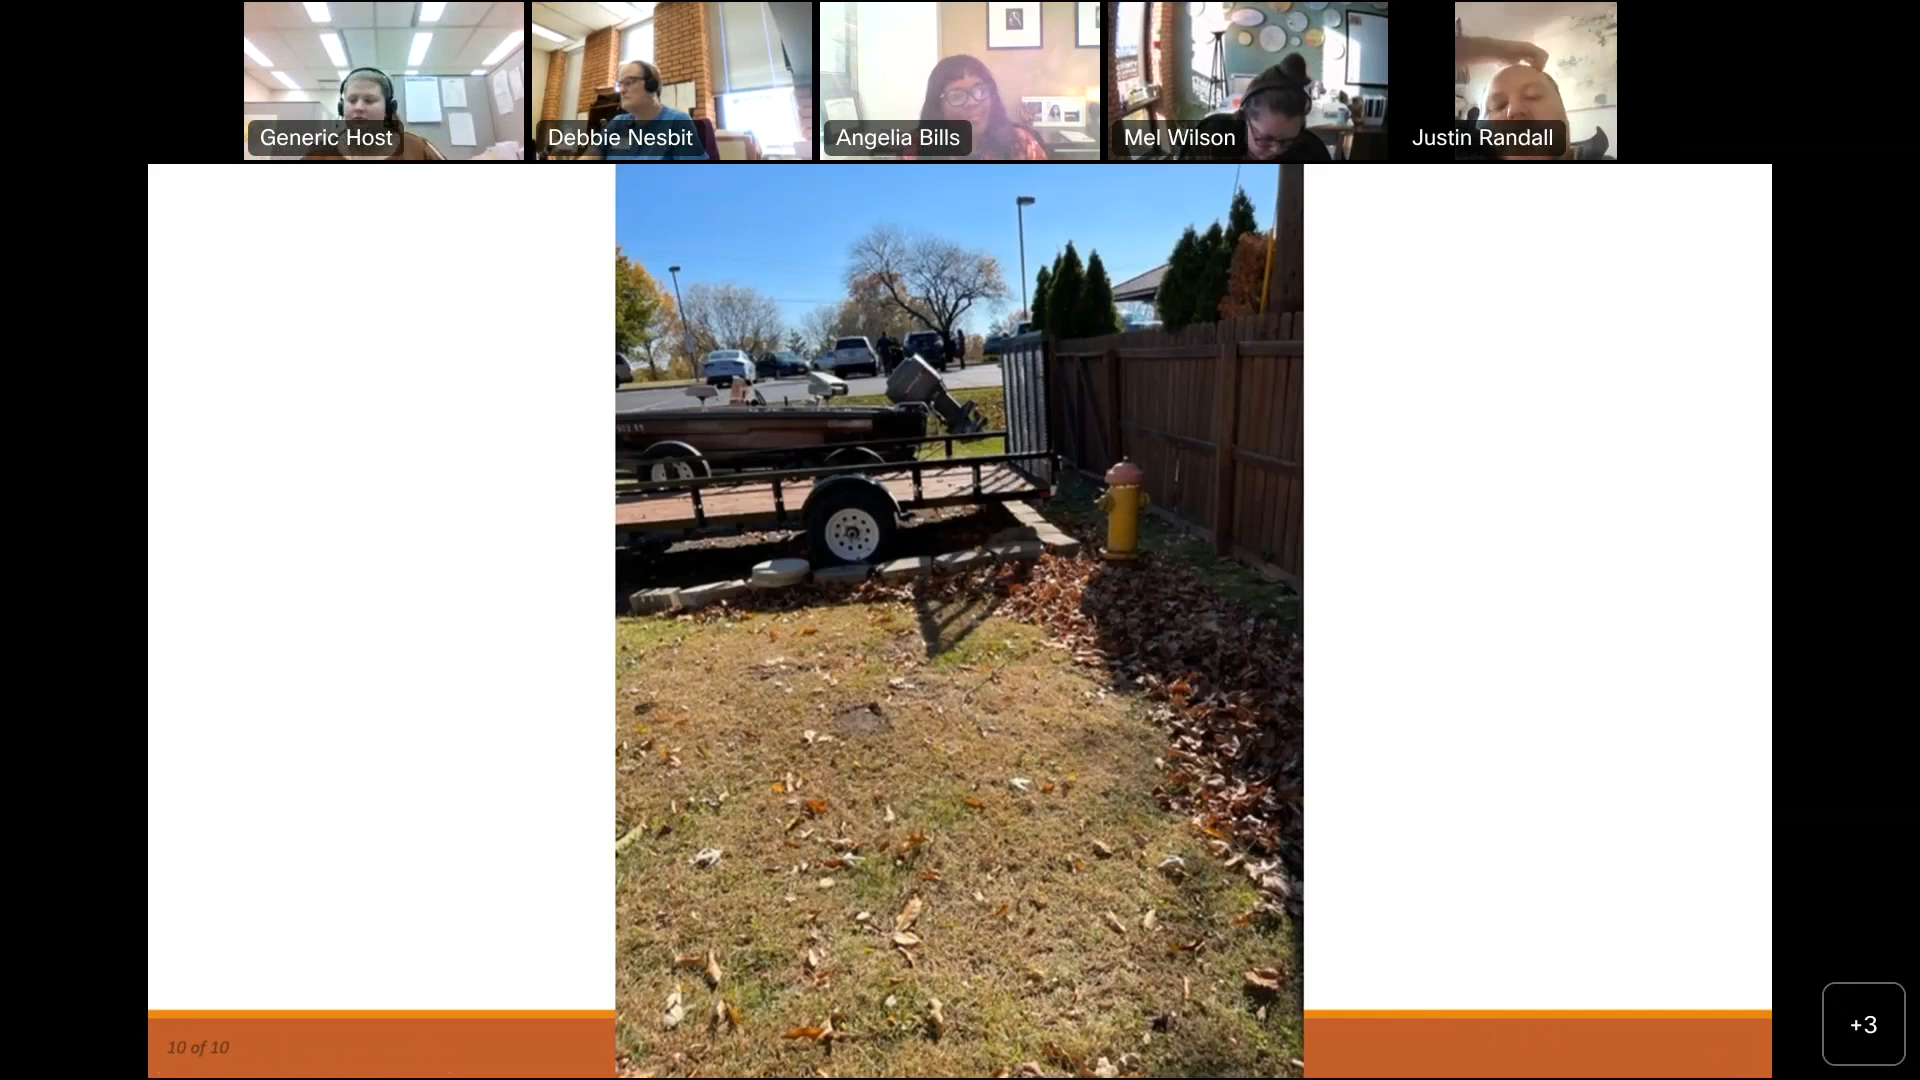 Generic Host
Debbie Nesbit
Angelia Bills
Mel Wilson
Justin Randall
10 of 10
+3